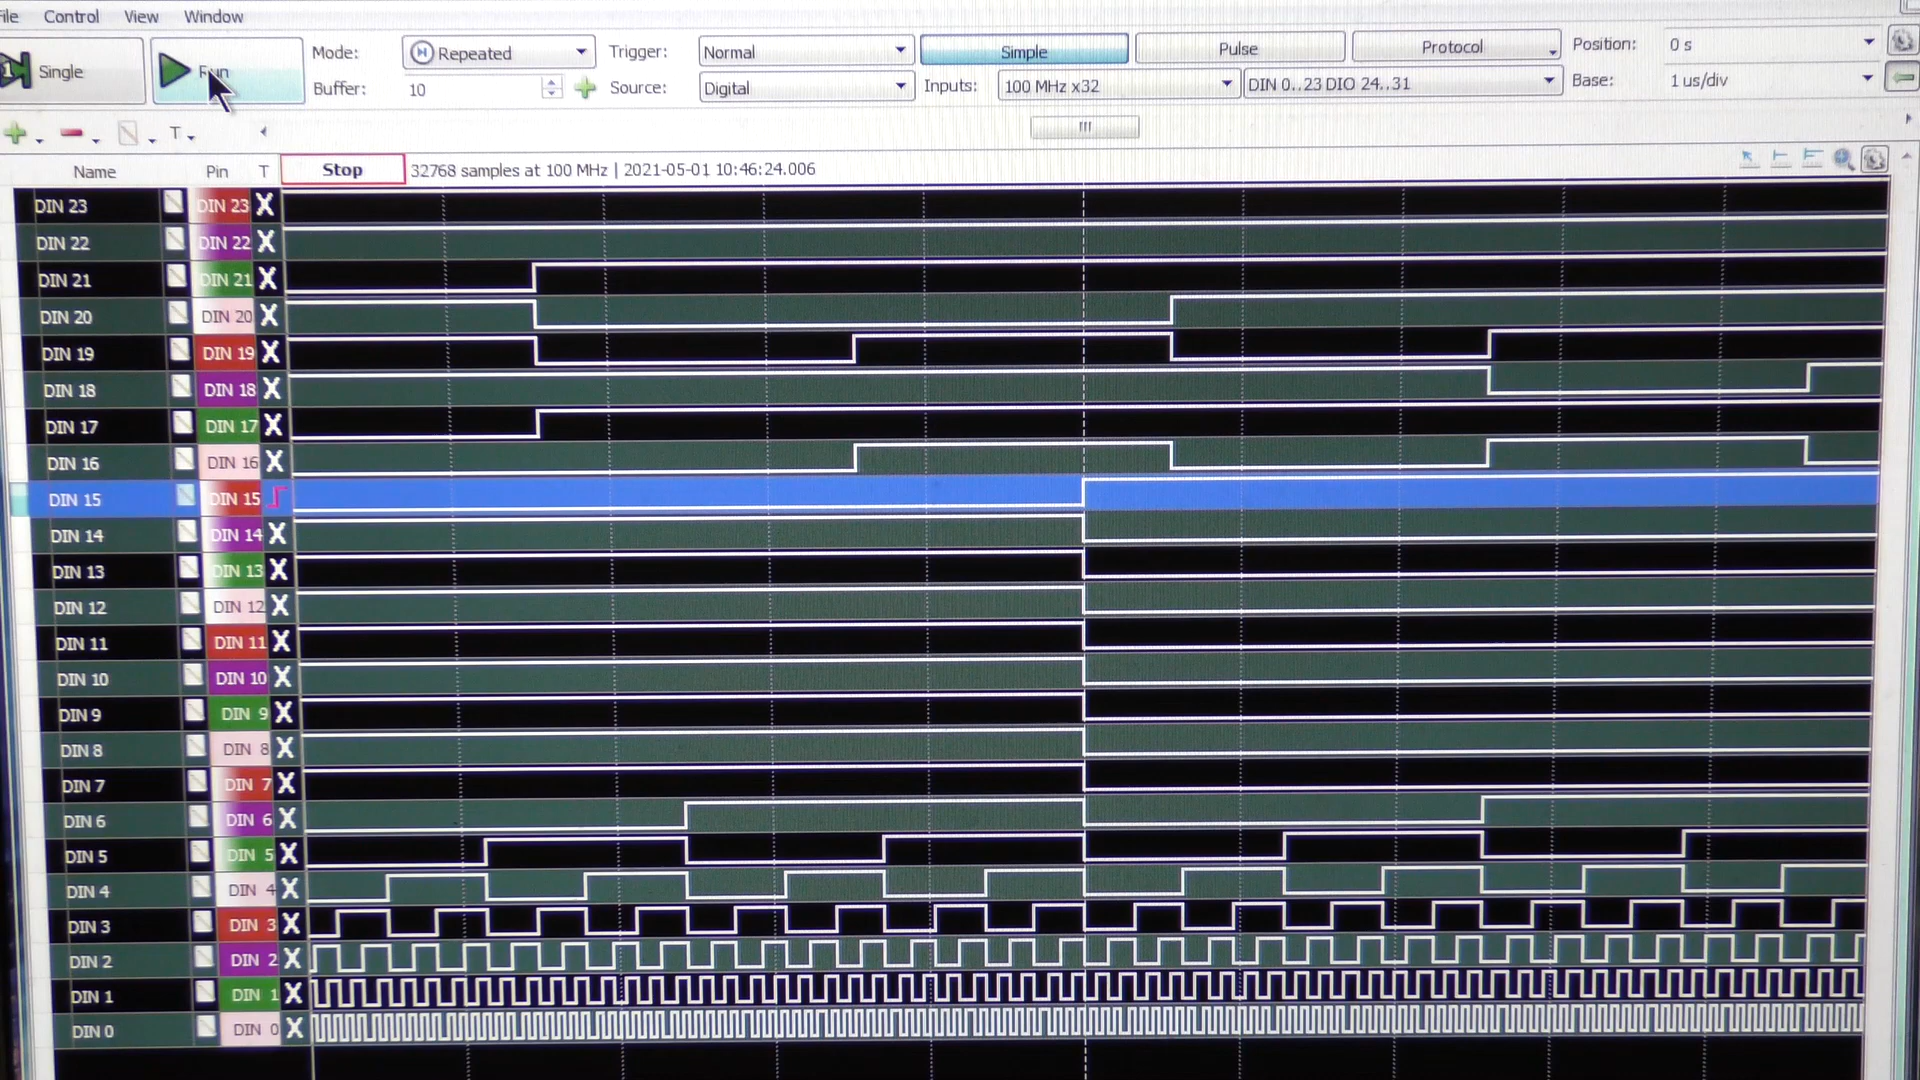 File Control View Window
Single Run Mode: Repeated Trigger: Normal Simple Pulse Protocol Position: 0 s
Buffer: 10 Source: Digital Inputs: 100 MHz x32 DIN 0..23 DIO 24..31 Base: 1 us/div
T
Name Pin T Stop 32768 samples at 100 MHz | 2021-05-01 10:46:24.006
DIN 23 DIN 23 X
DIN 22 DIN 22 X
DIN 21 DIN 21 X
DIN 20 DIN 20 X
DIN 19 DIN 19 X
DIN 18 DIN 18 X
DIN 17 DIN 17 X
DIN 16 DIN 16 X
DIN 15 DIN 15
DIN 14 DIN 14 X
DIN 13 DIN 13 X
DIN 12 DIN 12 X
DIN 11 DIN 11 X
DIN 10 DIN 10 X
DIN 9 DIN 9 X
DIN 8 DIN 8 X
DIN 7 DIN 7 X
DIN 6 DIN 6 X
DIN 5 DIN 5 X
DIN 4 DIN 4 X
DIN 3 DIN 3 X
DIN 2 DIN 2 X
DIN 1 DIN 1 X
DIN 0 DIN 0 X